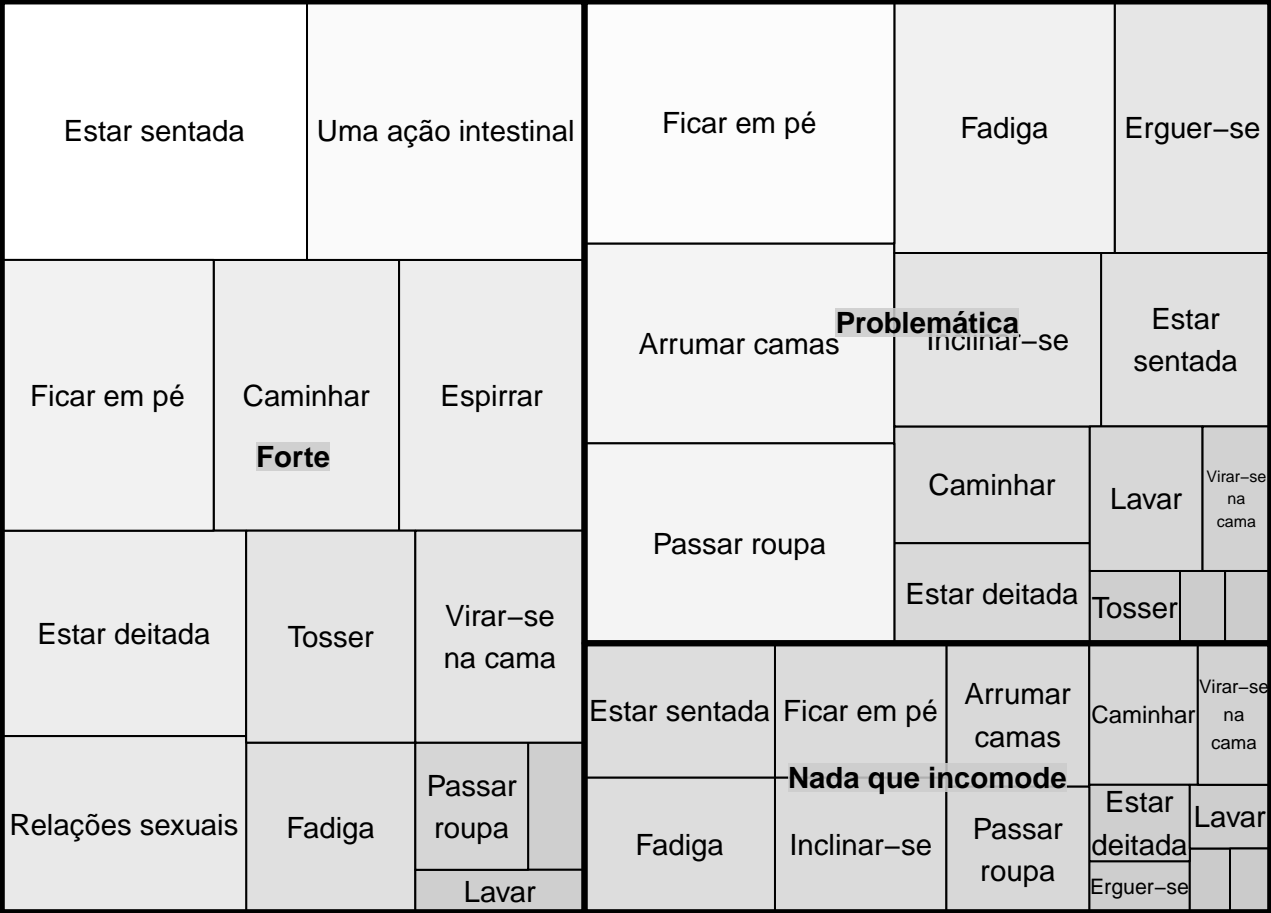 Estar sentada
Uma ação intestinal
Ficar em pé
Caminhar
Espirrar
Forte
Estar deitada
Tosser
Virar−se
na cama
Relações sexuais
Fadiga
Passar
roupa
Lavar
Ficar em pé
Fadiga
Erguer−se
Arrumar camas
Problemática
Inclinar−se
Estar
sentada
Passar roupa
Caminhar
Lavar
Virar−se
na
cama
Estar deitada
Tosser
Estar sentada
Ficar em pé
Arrumar
camas
Caminhar
Virar−se
na
cama
Nada que incomode
Fadiga
Inclinar−se
Passar
roupa
Estar
deitada
Lavar
Erguer−se